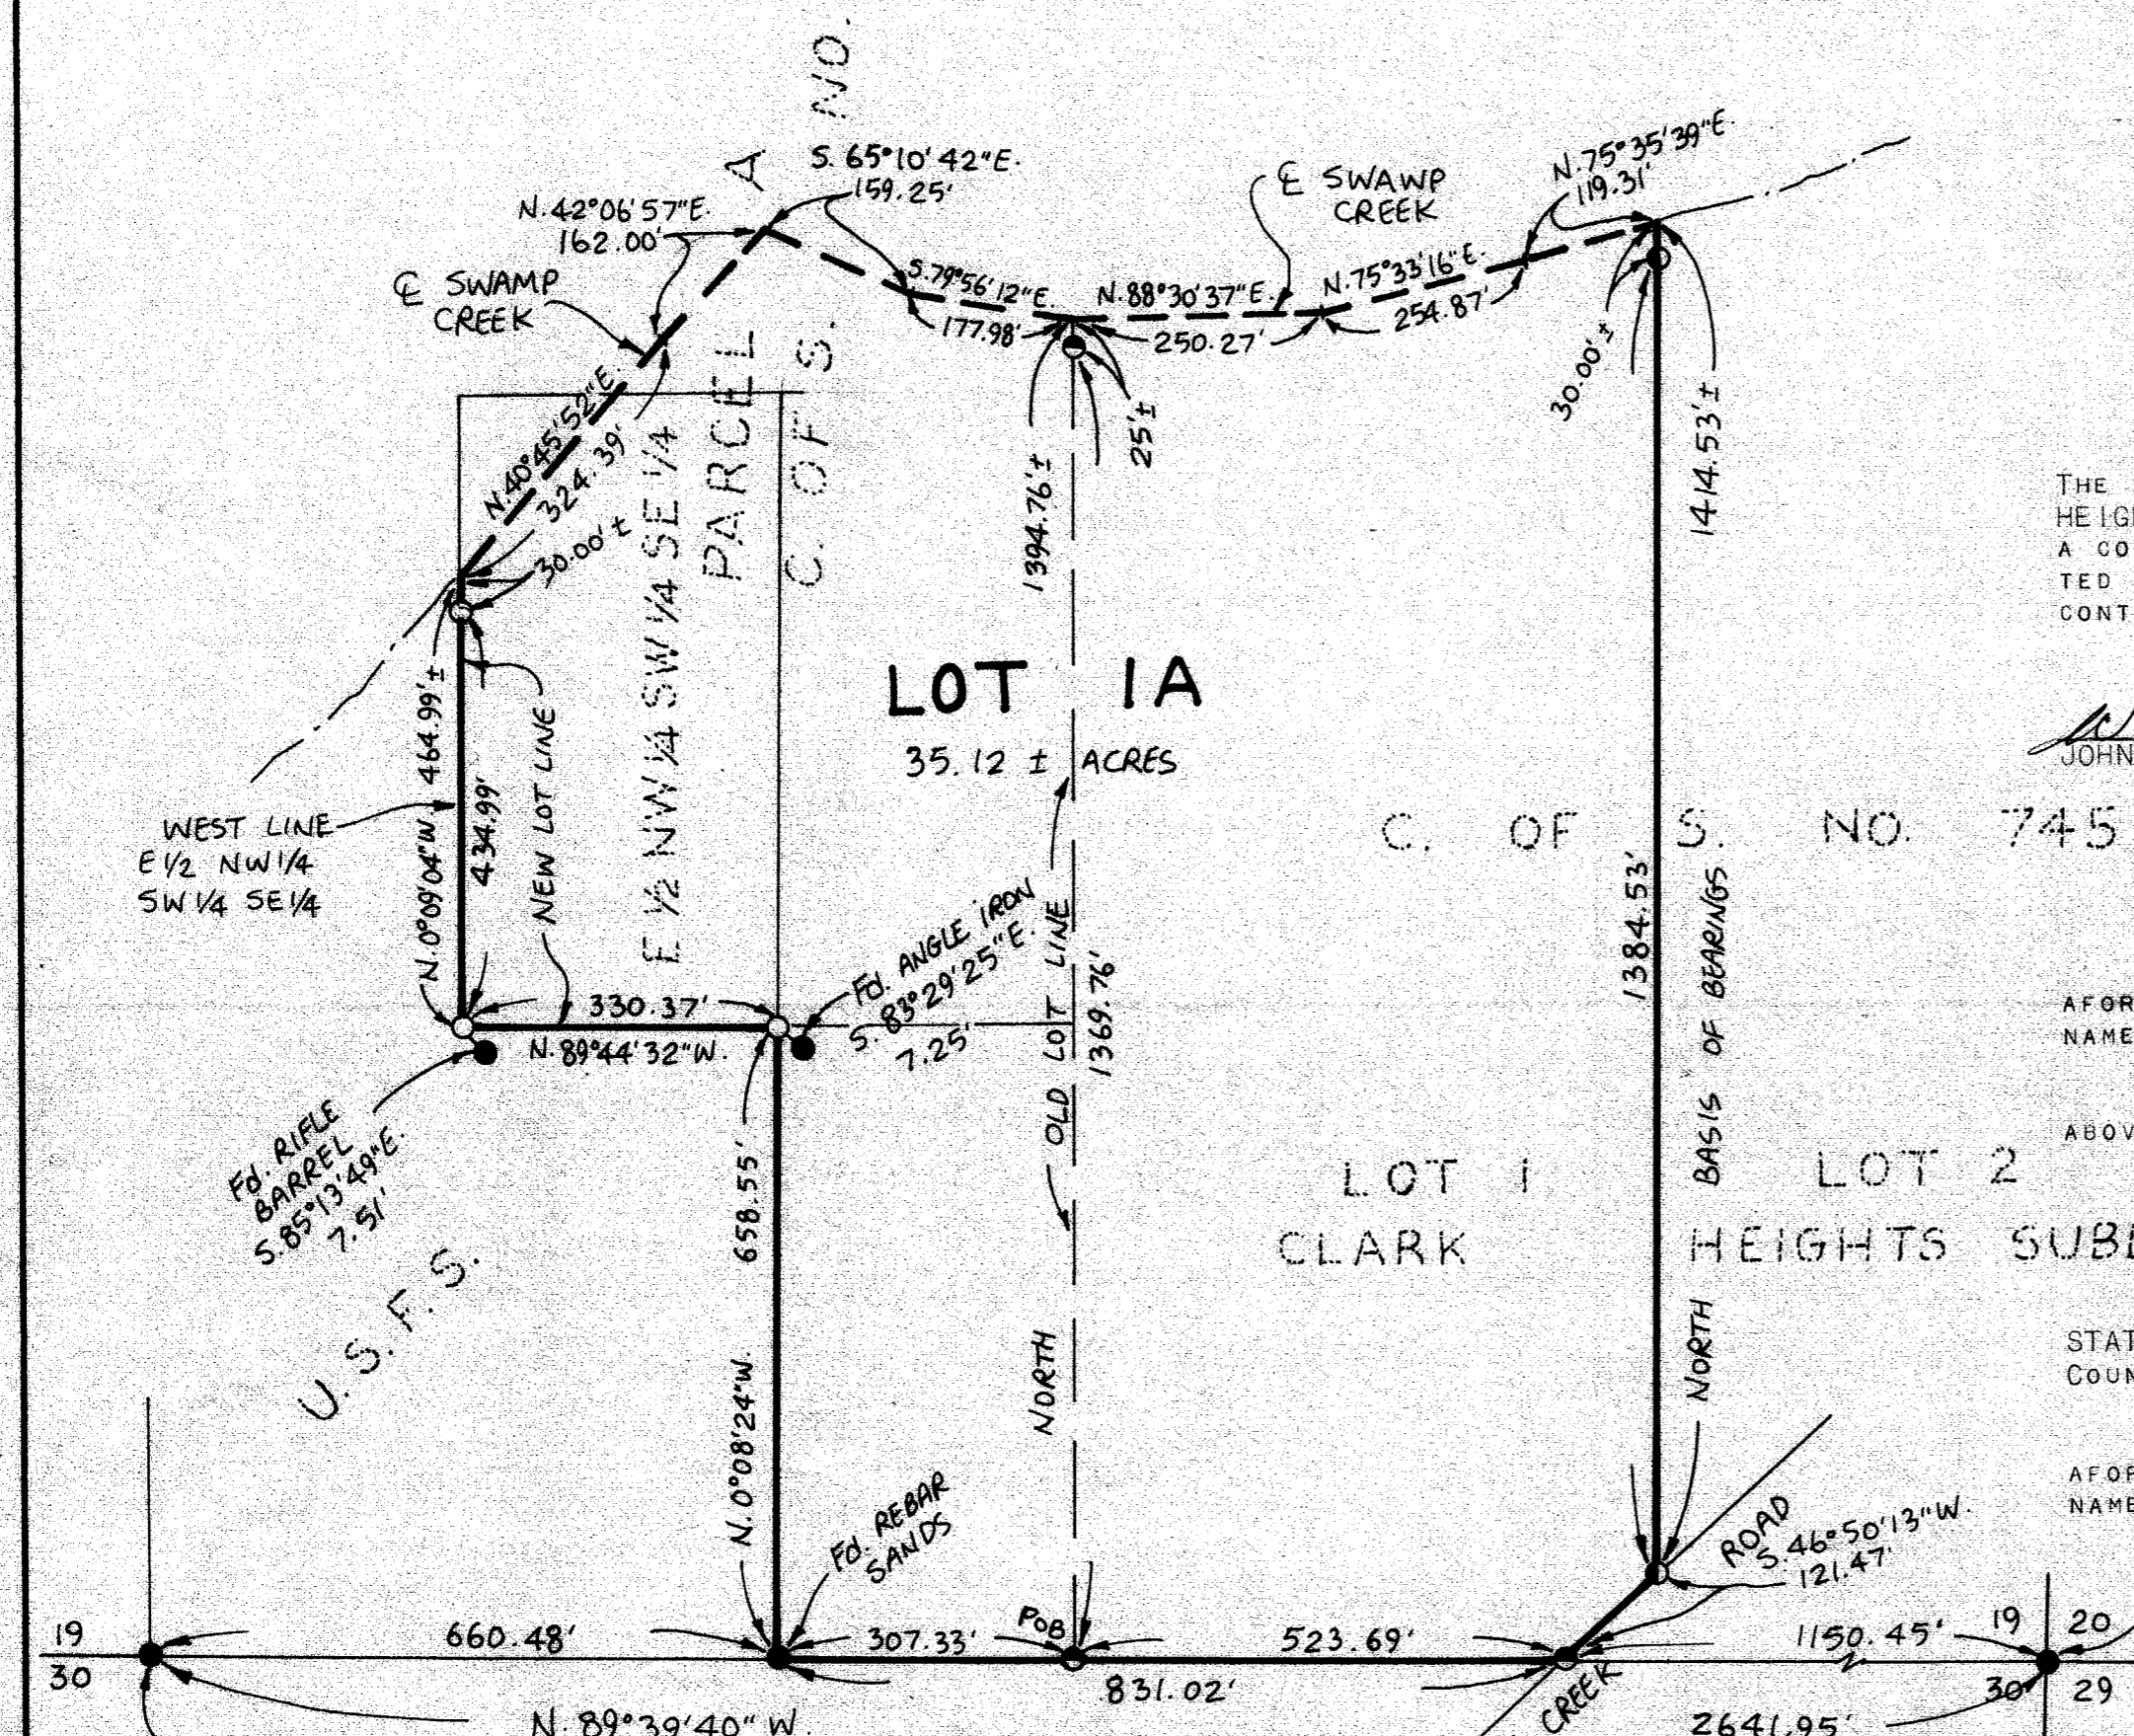 NO.
A
S. 65°10'42"E.
159.25'
N.42°06'57"E.
162.00'
℄ SWAMP
CREEK
℄ SWAWP
CREEK
N.75°35'39"E.
119.31'
S.79°56'12"E.
177.98'
N.88°30'37"E.
250.27'
N.75°33'16"E.
254.87'
30.00'±
1414.53'±
25'±
1394.76'±
N.40°45'52"E.
324.39'
30.00'±
PARCEL
C. OF S.
E 1/2 NW 1/4 SW 1/4 SE 1/4
LOT 1A
35.12 ± ACRES
N.0°09'04"W. 464.99'±
434.99'
NEW LOT LINE
WEST LINE
E 1/2 NW 1/4
SW 1/4 SE 1/4
C. OF S. NO. 745
THE
A CO
TED
CONT
JOHN
330.37'
N.89°44'32"W.
Fd. ANGLE IRON
S. 83°29'25"E.
7.25'
OLD LOT LINE
1369.76'
1384.53'
BASIS OF BEARINGS
AFOR
NAME
ABOV
Fd. RIFLE
BARREL
S.85°13'49"E.
7.51'
U.S.F.S.
658.55'
N.0°08'24"W.
LOT 1
LOT 2
CLARK
HEIGHTS
NORTH
NORTH
STAT
COUN
AFOR
NAME
Fd. REBAR
SANDS
ROAD
S.46°50'13"W.
121.47'
POB
19
30
660.48'
307.33'
523.69'
1150.45'
19
20
30
29
831.02'
CREEK
N.89°39'40"W.
2641.95'